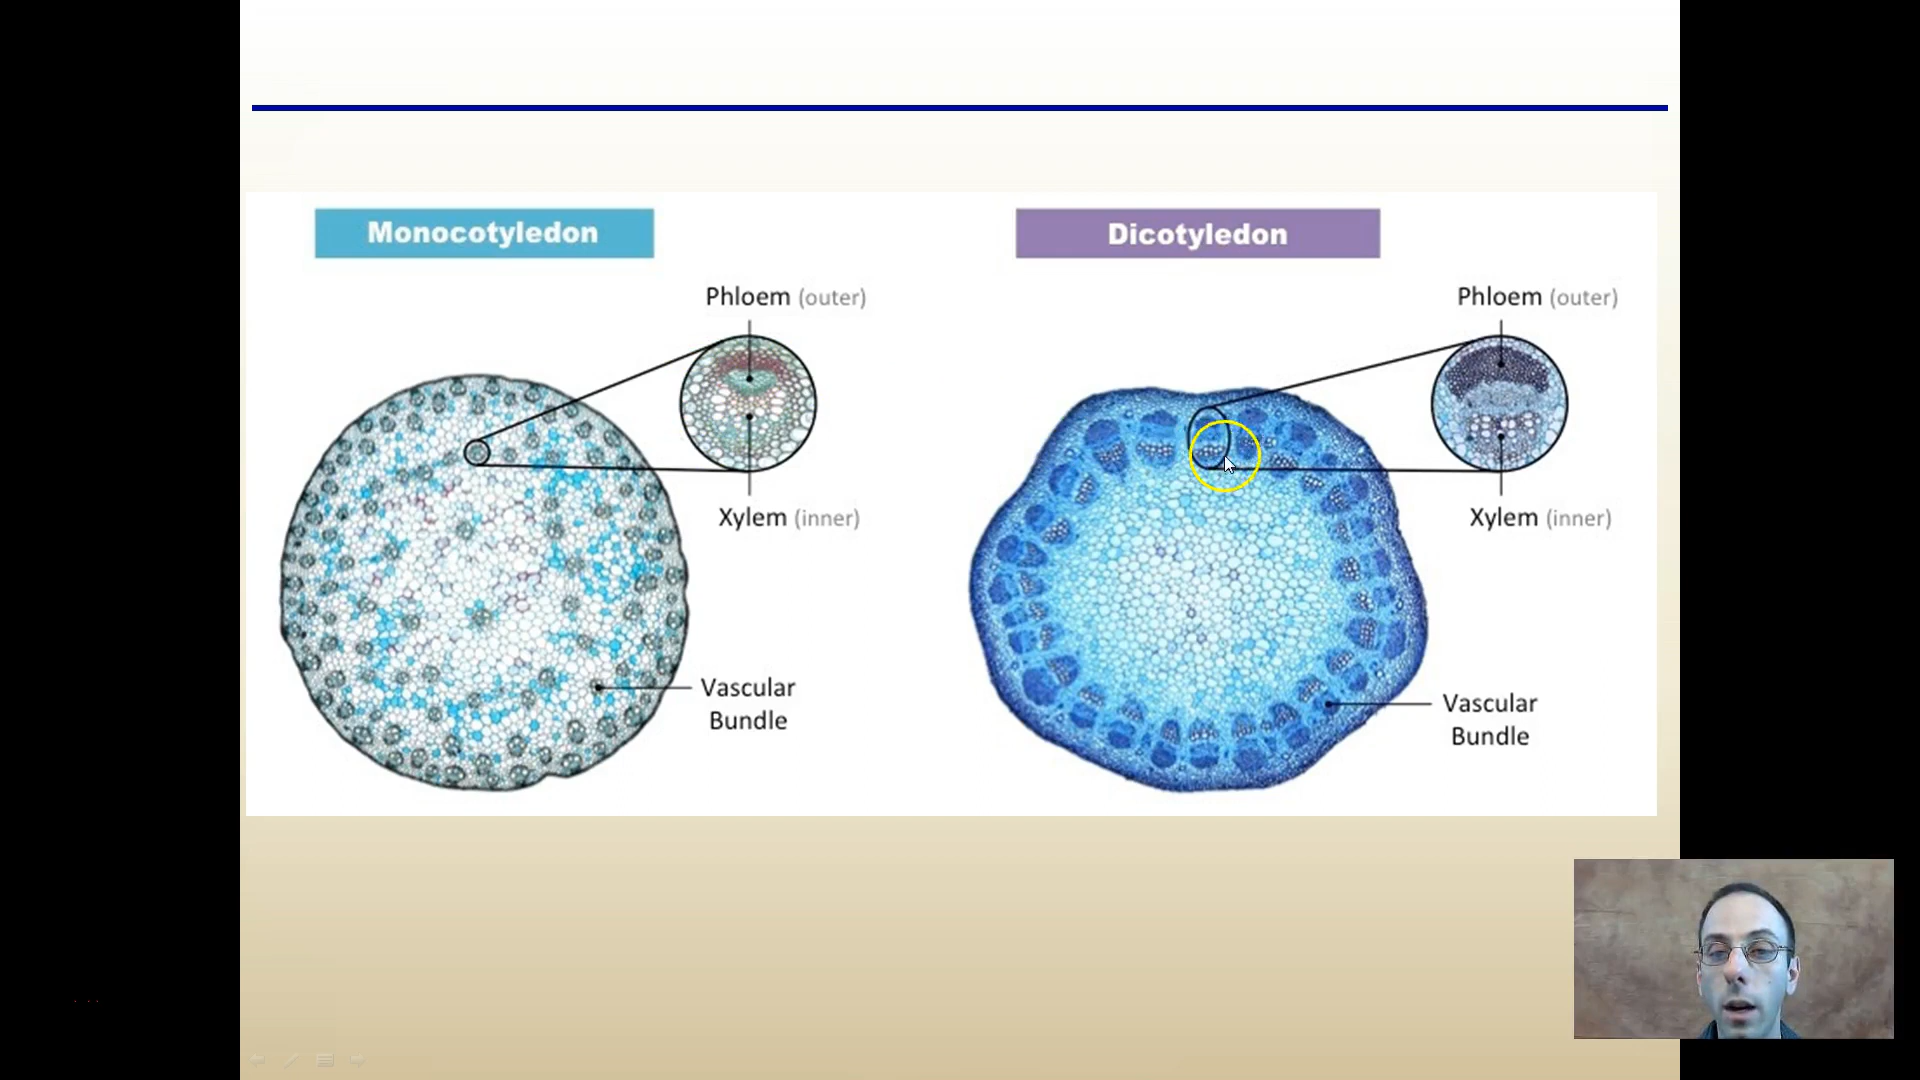 Monocotyledon
Dicotyledon
Phloem (outer)
Phloem (outer)
Xylem (inner)
Xylem (inner)
Vascular
Bundle
Vascular
Bundle